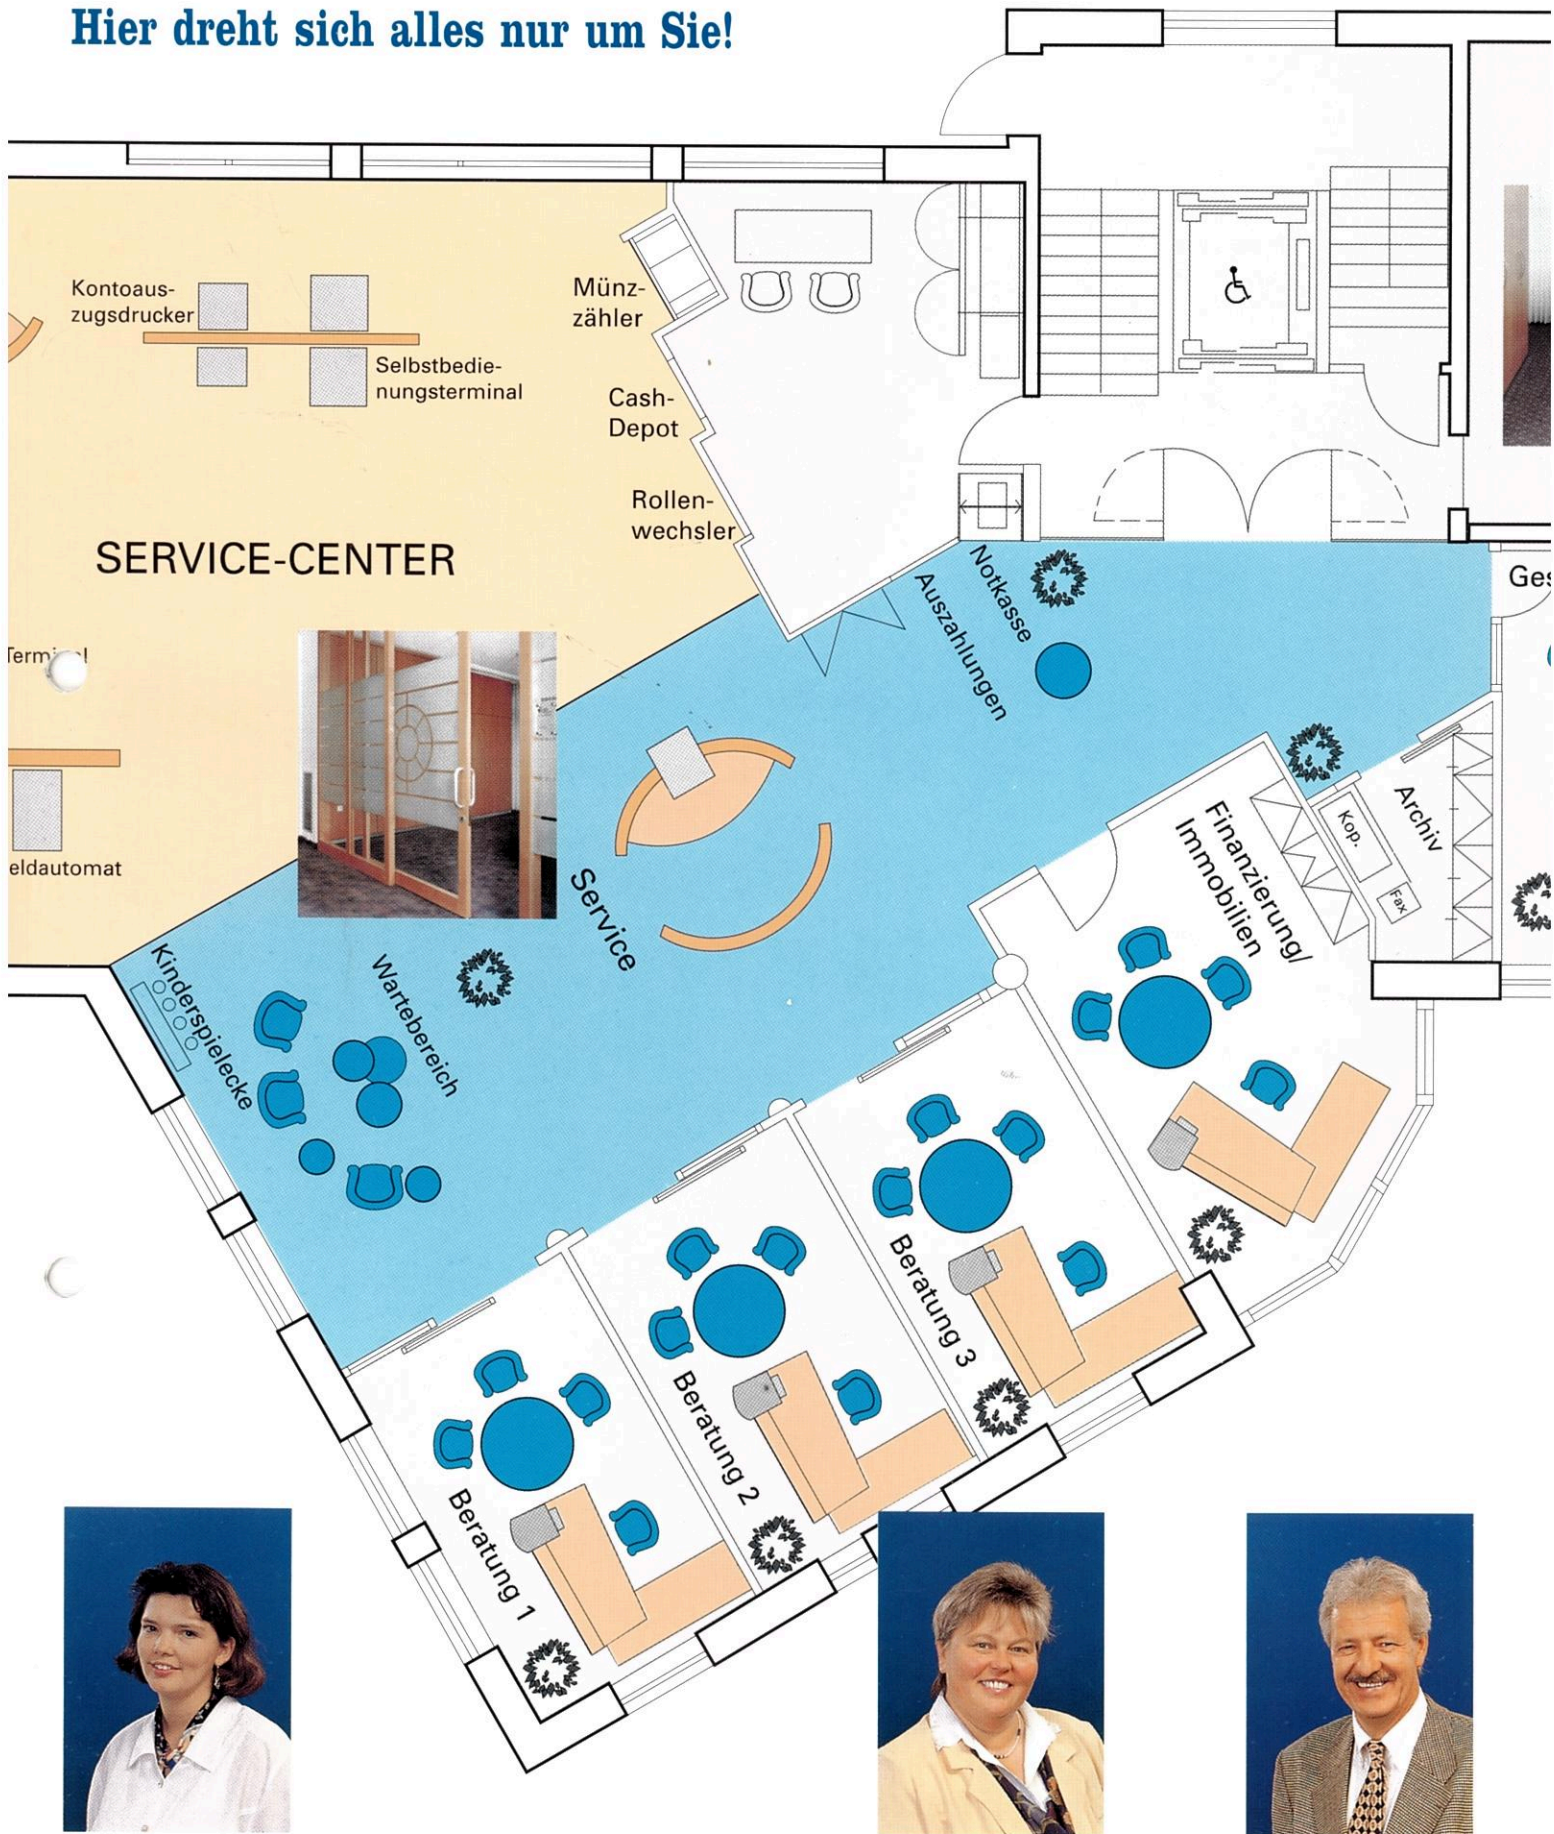 Hier dreht sich alles nur um Sie!
Kontoaus-
zugsdrucker
Selbstbedie-
nungsterminal
Münz-
zähler
Cash-
Depot
Rollen-
wechsler
SERVICE-CENTER
Notkasse
Auszahlungen
Service
Kinderspielecke
Wartebereich
Finanzierung/
Immobilien
Kop.
Fax
Archiv
Beratung 1
Beratung 2
Beratung 3
eldautomat